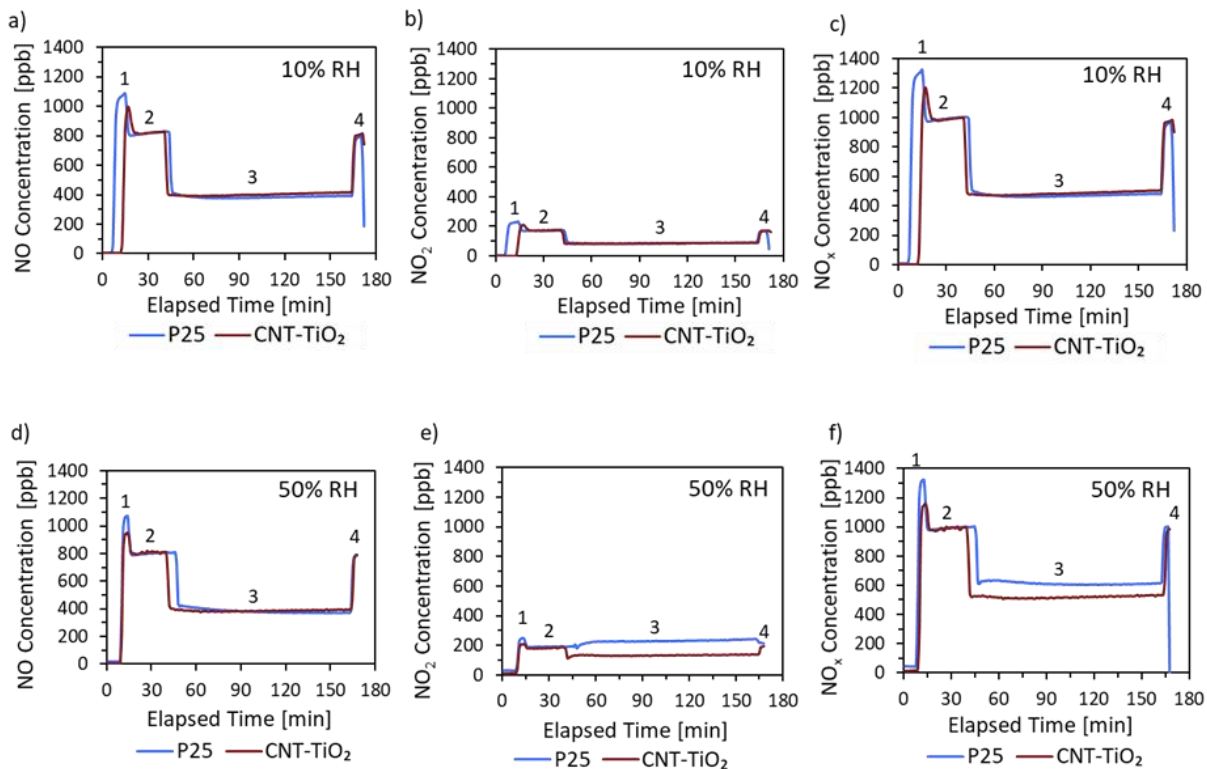 a)
NO Concentration [ppb]
1400
1200
1000
800
600
400
200
0
1
2
3
4
10% RH
0 30 60 90 120 150 180
Elapsed Time [min]
P25 CNT-TiO₂
b)
NO₂ Concentration [ppb]
1400
1200
1000
800
600
400
200
0
10% RH
1
2
3
4
0 30 60 90 120 150 180
Elapsed Time [min]
P25 CNT-TiO₂
c)
NOₓ Concentration [ppb]
1400
1200
1000
800
600
400
200
0
1
2
3
4
10% RH
0 30 60 90 120 150 180
Elapsed Time [min]
P25 CNT-TiO₂
d)
NO Concentration [ppb]
1400
1200
1000
800
600
400
200
0
50% RH
1
2
3
4
0 30 60 90 120 150 180
Elapsed Time [min]
P25 CNT-TiO₂
e)
NO₂ Concentration [ppb]
1400
1200
1000
800
600
400
200
0
50% RH
1
2
3
4
0 30 60 90 120 150 180
Elapsed Time [min]
P25 CNT-TiO₂
f)
NOₓ Concentration [ppb]
1400
1200
1000
800
600
400
200
0
1
50% RH
2
3
4
0 30 60 90 120 150 180
Elapsed Time [min]
P25 CNT-TiO₂